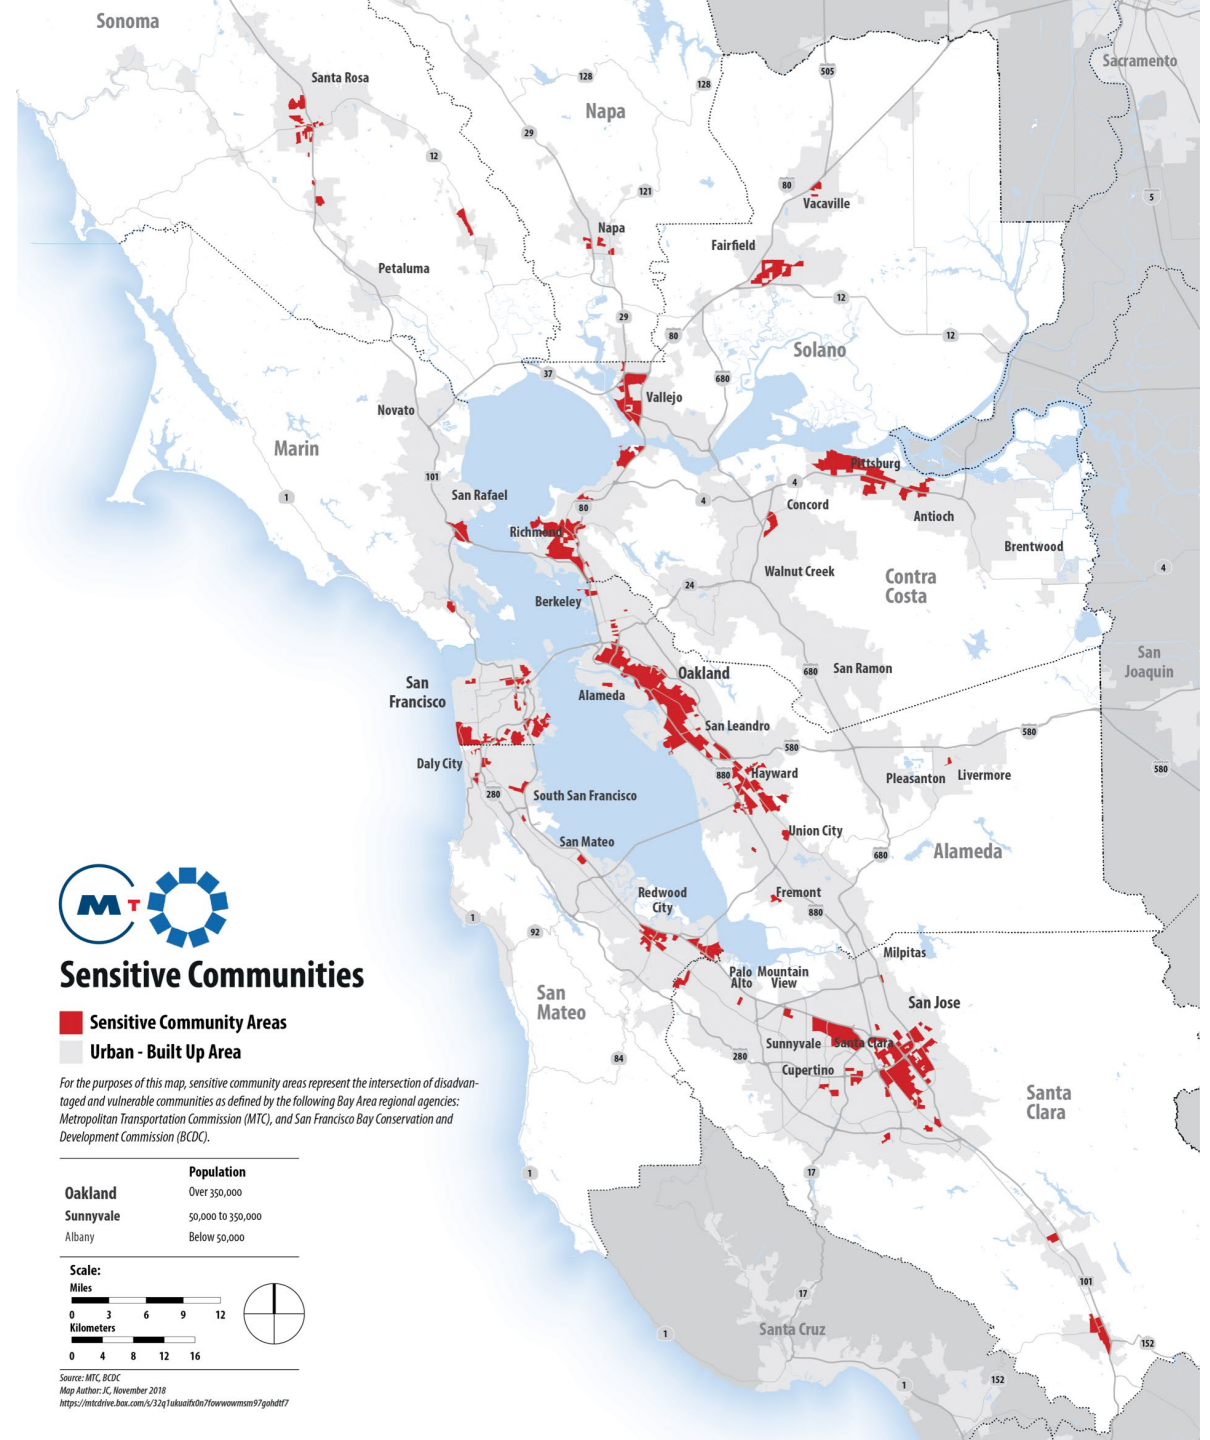 Sonoma
Sacramento
Santa Rosa
505
128
128
Napa
29
12
80
121
5
Vacaville
Napa
Fairfield
Petaluma
12
29
80
12
Solano
37
680
Vallejo
Novato
Marin
Pittsburg
101
4
San Rafael
1
4
Concord
80
Antioch
Richmond
Brentwood
Walnut Creek
4
Contra
Costa
24
Berkeley
San
Joaquin
San Ramon
680
Oakland
San
Francisco
Alameda
San Leandro
580
580
Daly City
880
Hayward
580
Pleasanton
Livermore
280
South San Francisco
Union City
San Mateo
Alameda
680
Redwood
City
Fremont
880
1
92
Milpitas
Palo
Alto
Mountain
View
San
Mateo
San Jose
Sunnyvale
Santa Clara
280
84
Cupertino
Santa
Clara
1
17
101
17
Santa Cruz
1
152
152
1
M T
Sensitive Communities
Sensitive Community Areas
Urban - Built Up Area
For the purposes of this map, sensitive community areas represent the intersection of disadvan-
taged and vulnerable communities as defined by the following Bay Area regional agencies:
Metropolitan Transportation Commission (MTC), and San Francisco Bay Conservation and
Development Commission (BCDC).
Population
Oakland Over 350,000
Sunnyvale 50,000 to 350,000
Albany Below 50,000
Scale:
Miles
0 3 6 9 12
Kilometers
0 4 8 12 16
Source: MTC, BCDC
Map Author: JC, November 2018